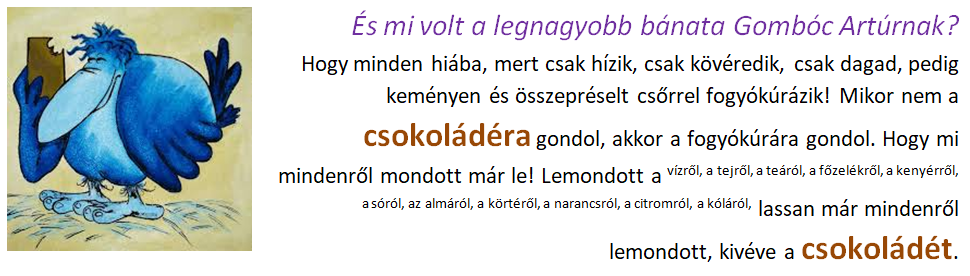 És mi volt a legnagyobb bánata Gombóc Artúrnak?
Hogy minden hiába, mert csak hízik, csak kövéredik, csak dagad, pedig
keményen és összepréselt csőrrel fogyókúrázik! Mikor nem a
csokoládéra gondol, akkor a fogyókúrára gondol. Hogy mi
mindenről mondott már le! Lemondott a vízről, a tejről, a teáról, a főzelékről, a kenyérről,
a sóról, az almáról, a körtéről, a narancsról, a citromról, a kóláról, lassan már mindenről
lemondott, kivéve a csokoládét.